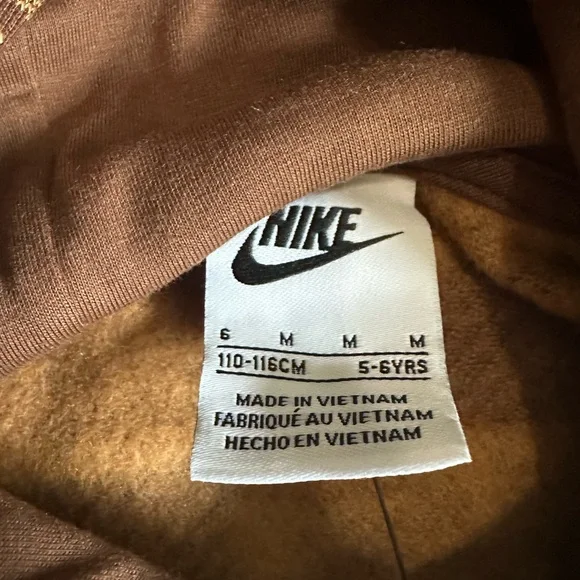 NIKE
6 M M M
110-116CM 5-6YRS
MADE IN VIETNAM
FABRIQUÉ AU VIETNAM
HECHO EN VIETNAM